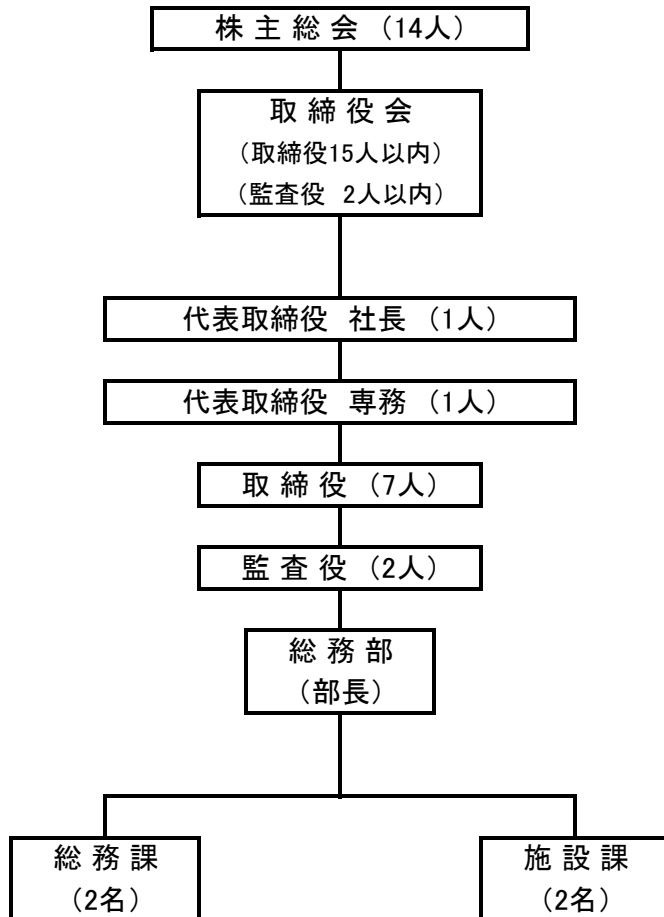 株 主 総 会 （14人）
取 締 役 会
（取締役15人以内）
（監査役 2人以内）
代表取締役 社長 （1人）
代表取締役 専務 （1人）
取 締 役 （7人）
監 査 役 （2人）
総 務 部
（部長）
総 務 課
（2名）
施 設 課
（2名）